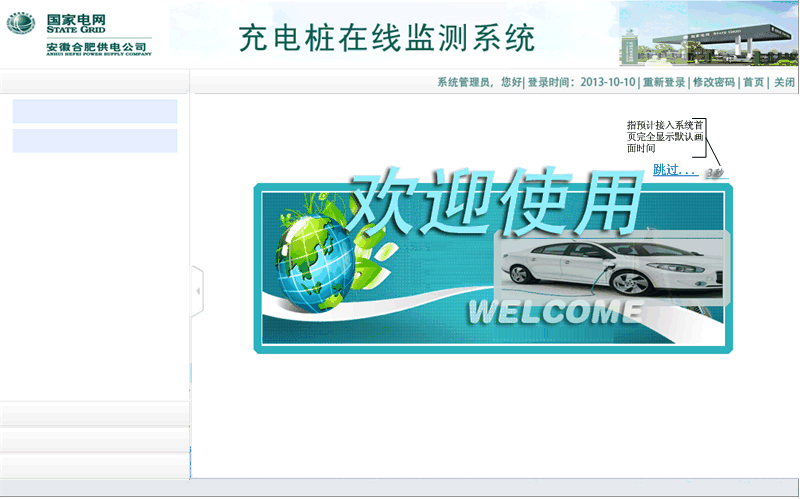 国家电网
STATE GRID
安徽合肥供电公司
ANHUI HEFEI POWER SUPPLY COMPANY
充电桩在线监测系统
系统管理员，您好| 登录时间：2013-10-10 | 重新登录 | 修改密码 | 首页 | 关闭
指预计接入系统首
页完全显示默认画
面时间
跳过...
3秒
欢迎使用
WELCOME